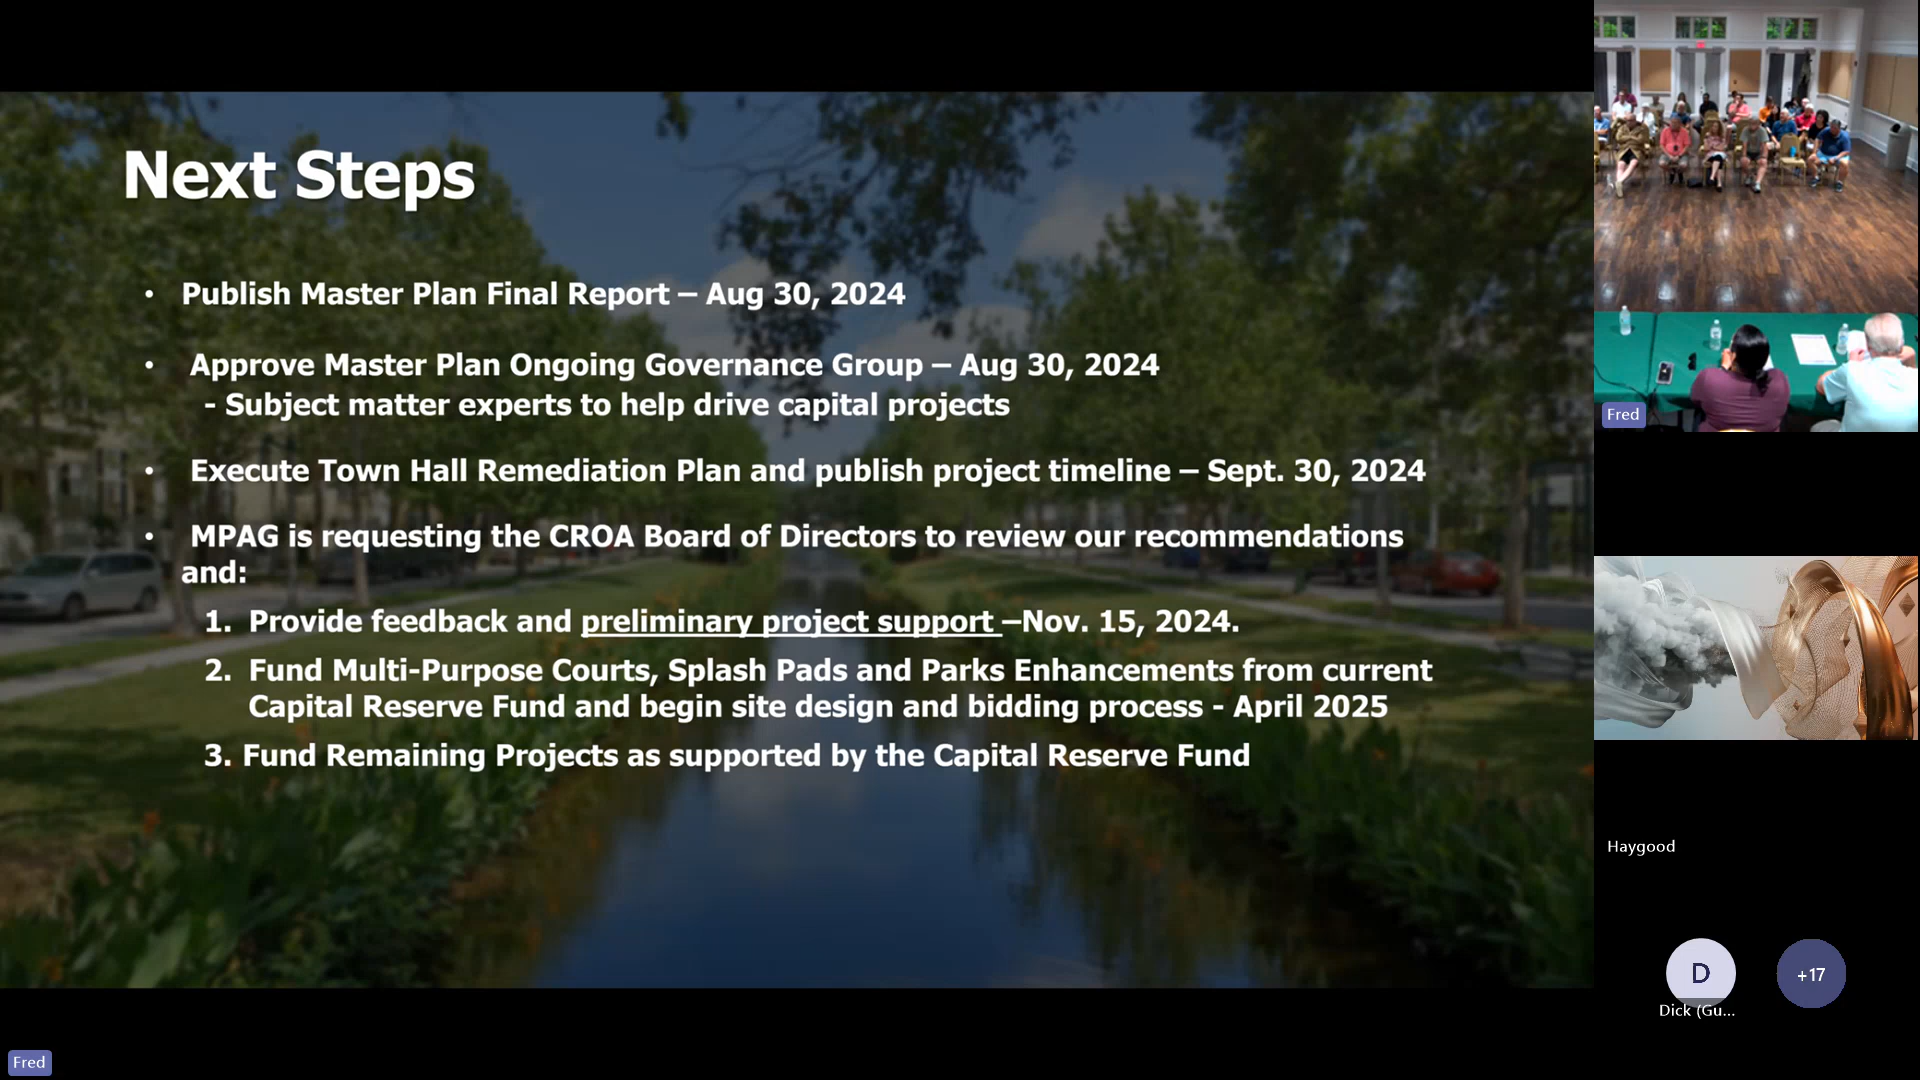 Next Steps
• Publish Master Plan Final Report – Aug 30, 2024
• Approve Master Plan Ongoing Governance Group – Aug 30, 2024
- Subject matter experts to help drive capital projects
• Execute Town Hall Remediation Plan and publish project timeline – Sept. 30, 2024
• MPAG is requesting the CROA Board of Directors to review our recommendations
and:
1. Provide feedback and preliminary project support –Nov. 15, 2024.
2. Fund Multi-Purpose Courts, Splash Pads and Parks Enhancements from current
Capital Reserve Fund and begin site design and bidding process - April 2025
3. Fund Remaining Projects as supported by the Capital Reserve Fund
Fred
Fred
Haygood
D
+17
Dick (Gu...